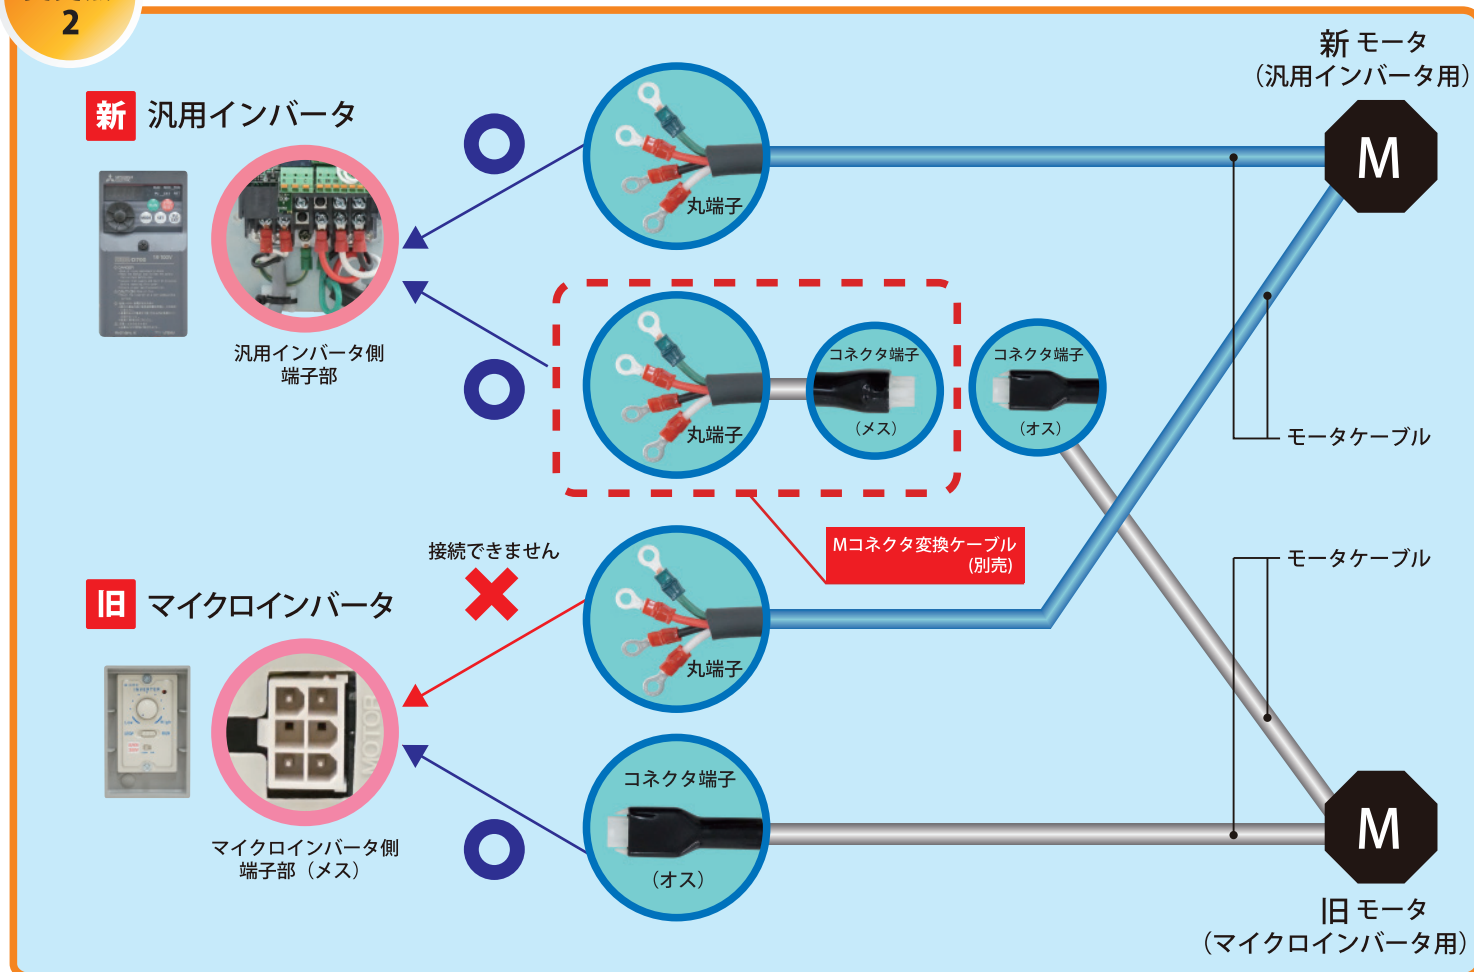 2
新 モータ
（汎用インバータ用）
M
新 汎用インバータ
丸端子
汎用インバータ側
端子部
丸端子
コネクタ端子
（メス）
コネクタ端子
（オス）
モータケーブル
Mコネクタ変換ケーブル
(別売)
接続できません
モータケーブル
旧 マイクロインバータ
丸端子
MOTOR
コネクタ端子
（オス）
マイクロインバータ側
端子部（メス）
M
旧 モータ
（マイクロインバータ用）